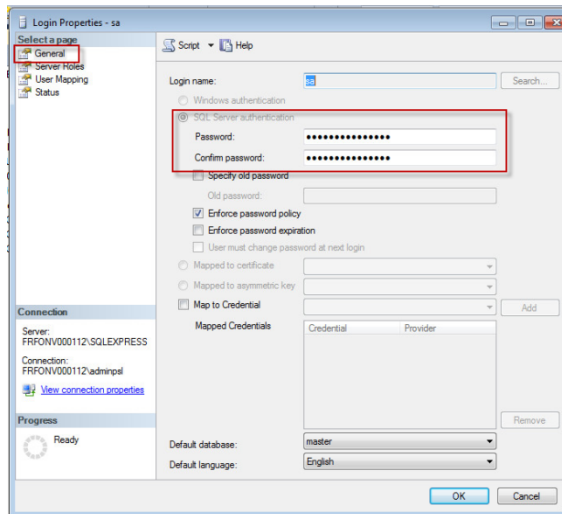 Login Properties - sa
Select a page
General
Server Roles
User Mapping
Status
Script Help
Login name: sa Search...
Windows authentication
SQL Server authentication
Password: •••••••••••••••
Confirm password: •••••••••••••••
Specify old password
Old password:
Enforce password policy
Enforce password expiration
User must change password at next login
Mapped to certificate
Mapped to asymmetric key
Map to Credential Add
Mapped Credentials Credential Provider
Remove
Default database: master
Default language: English
Connection
Server:
FRFONV000112\SQLEXPRESS
Connection:
FRFONV000112\adminpsl
View connection properties
Progress
Ready
OK Cancel